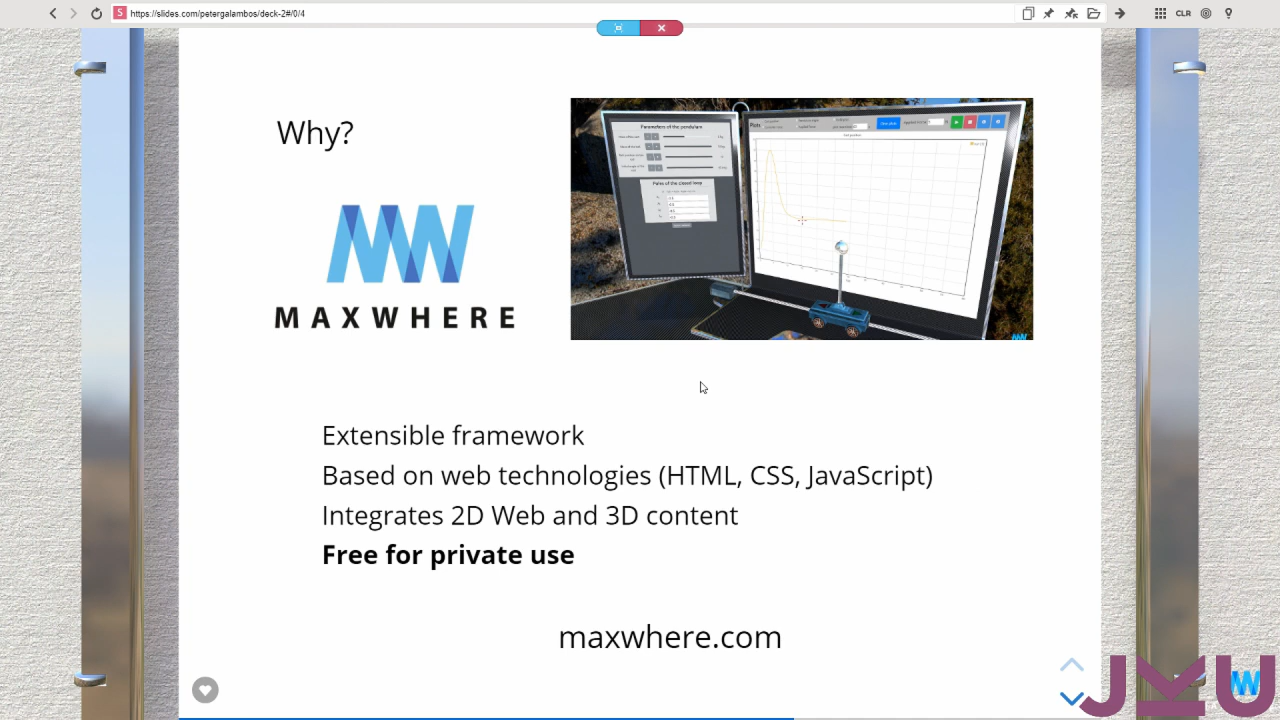 S https://slides.com/petergalambos/deck-2#/0/4
CLR
Why?
MAXWHERE
Parameters of the pendulum
Poles of the closed loop
Plots
Extensible framework
Based on web technologies (HTML, CSS, JavaScript)
Integrates 2D Web and 3D content
Free for private use
maxwhere.com
JKU